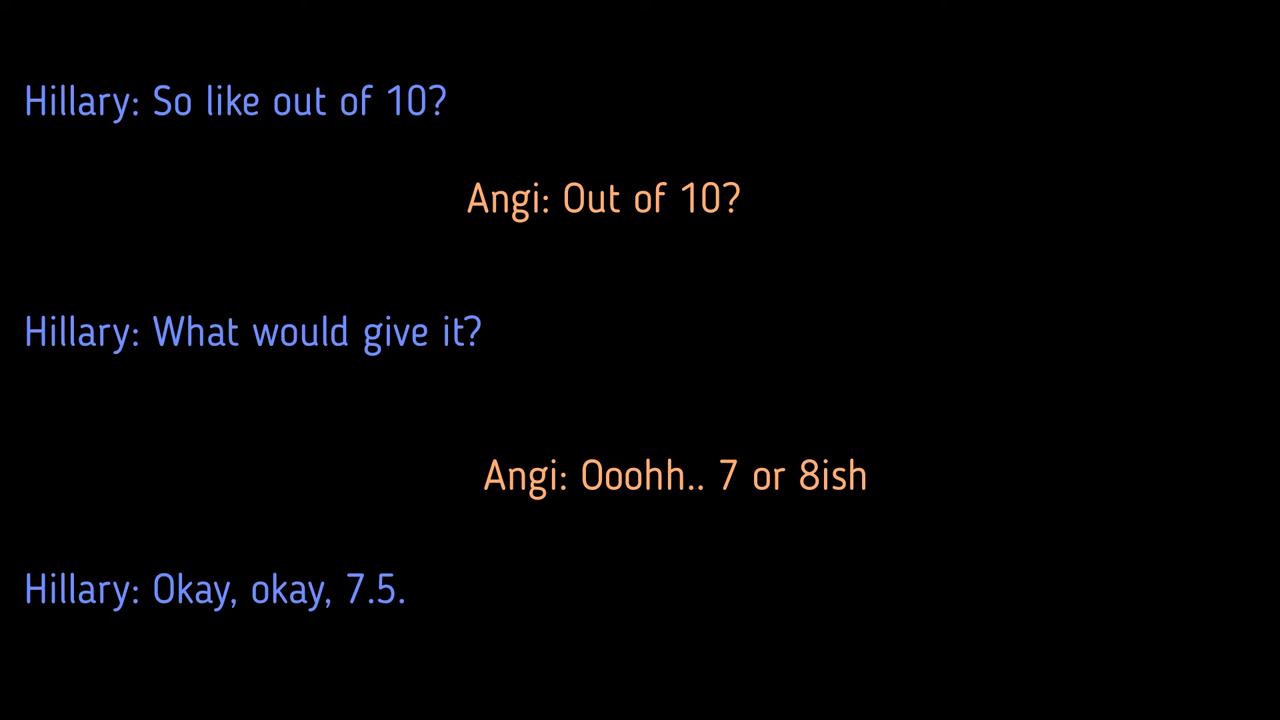 Hillary: So like out of 10?
Angi: Out of 10?
Hillary: What would give it?
Angi: Ooohh.. 7 or 8ish
Hillary: Okay, okay, 7.5.